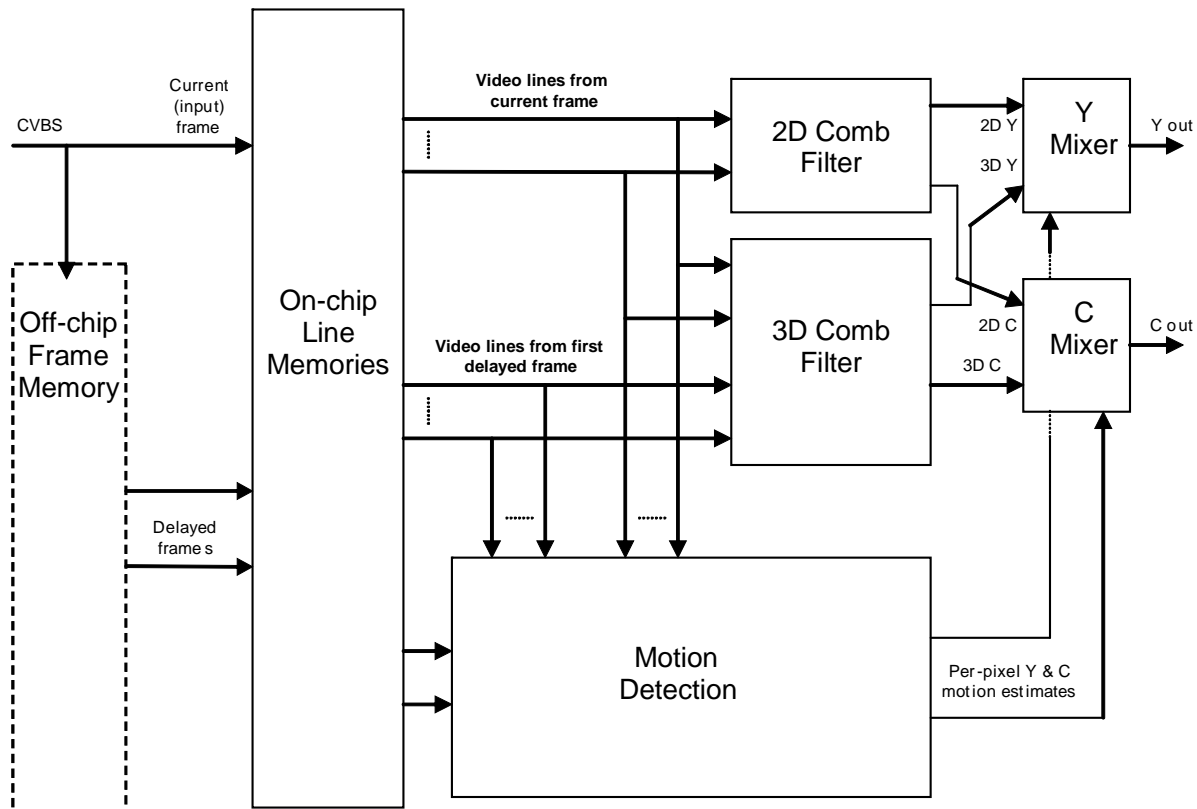 CVBS
Current
(input)
frame
Off-chip
Frame
Memory
Delayed
frames
On-chip
Line
Memories
Video lines from
current frame
Video lines from first
delayed frame
2D Comb
Filter
3D Comb
Filter
Motion
Detection
2D Y
3D Y
Y
Mixer
Y out
2D C
3D C
C
Mixer
C out
Per-pixel Y & C
motion estimates